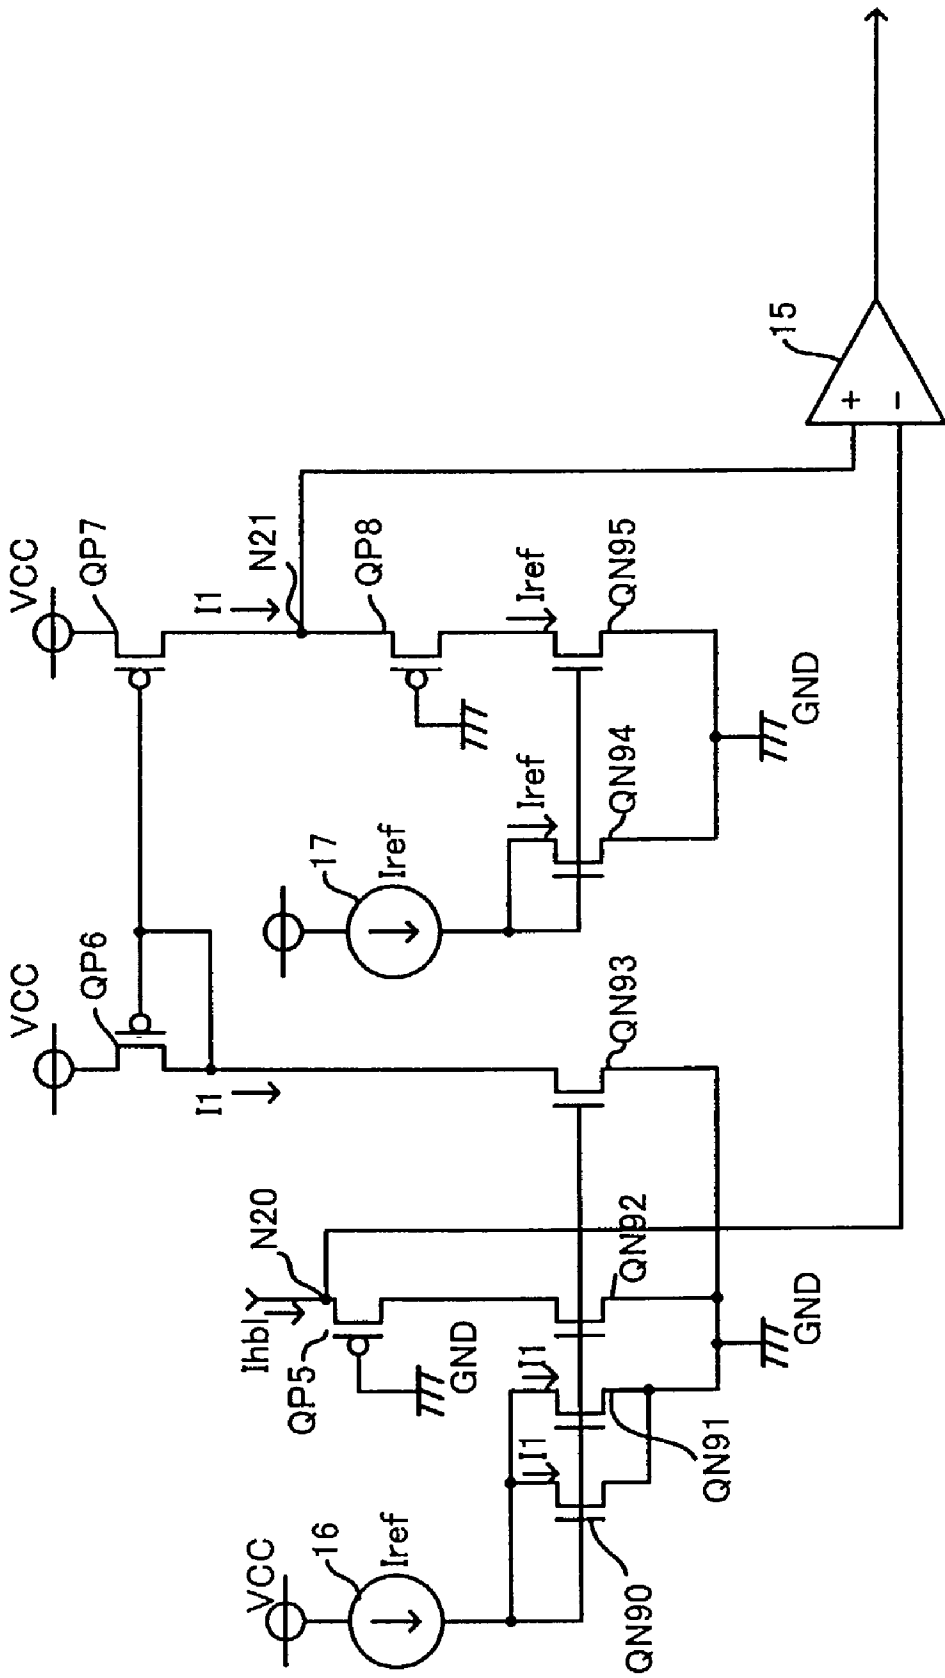 VCC
16
Iref
QN90
I1
I1
QN91
GND
Ihbl
N20
QP5
GND
QN92
VCC
QP6
I1
QN93
17
Iref
Iref
QN94
GND
VCC
QP7
I1
N21
QP8
Iref
QN95
15
+
−